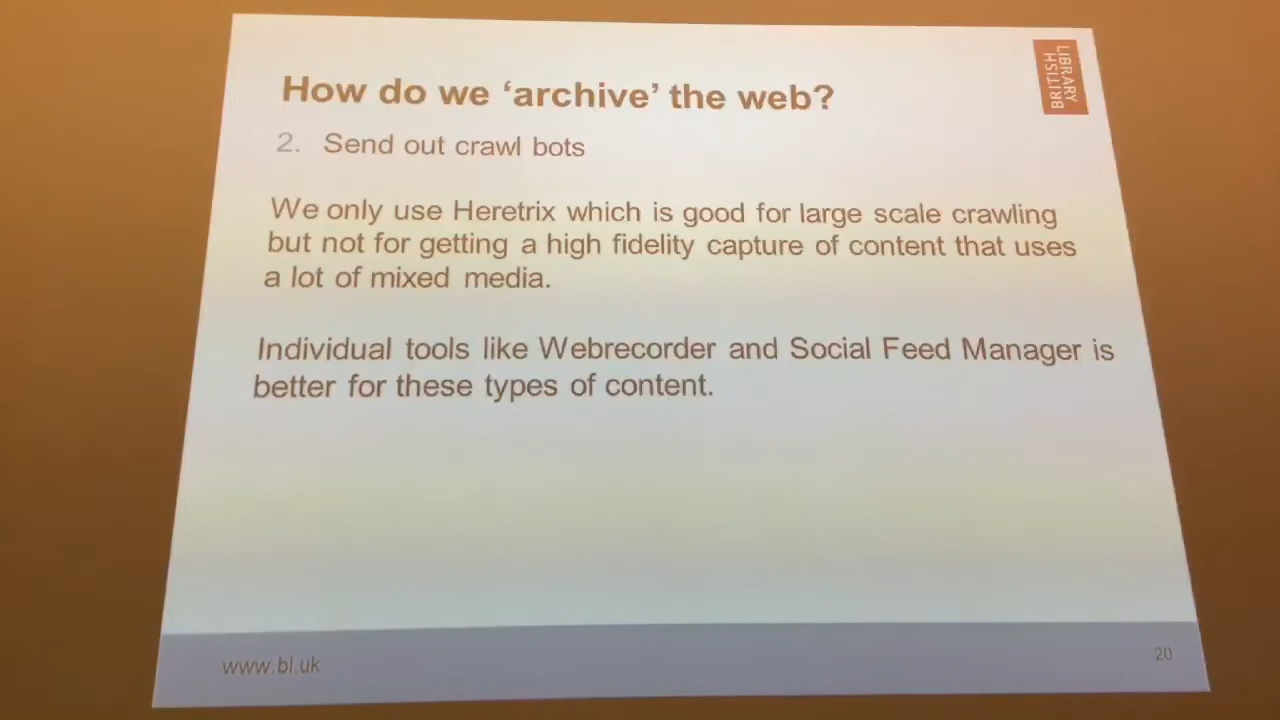 How do we ‘archive’ the web?
BRITISH
LIBRARY
2. Send out crawl bots
We only use Heretrix which is good for large scale crawling
but not for getting a high fidelity capture of content that uses
a lot of mixed media.
Individual tools like Webrecorder and Social Feed Manager is
better for these types of content.
www.bl.uk
20